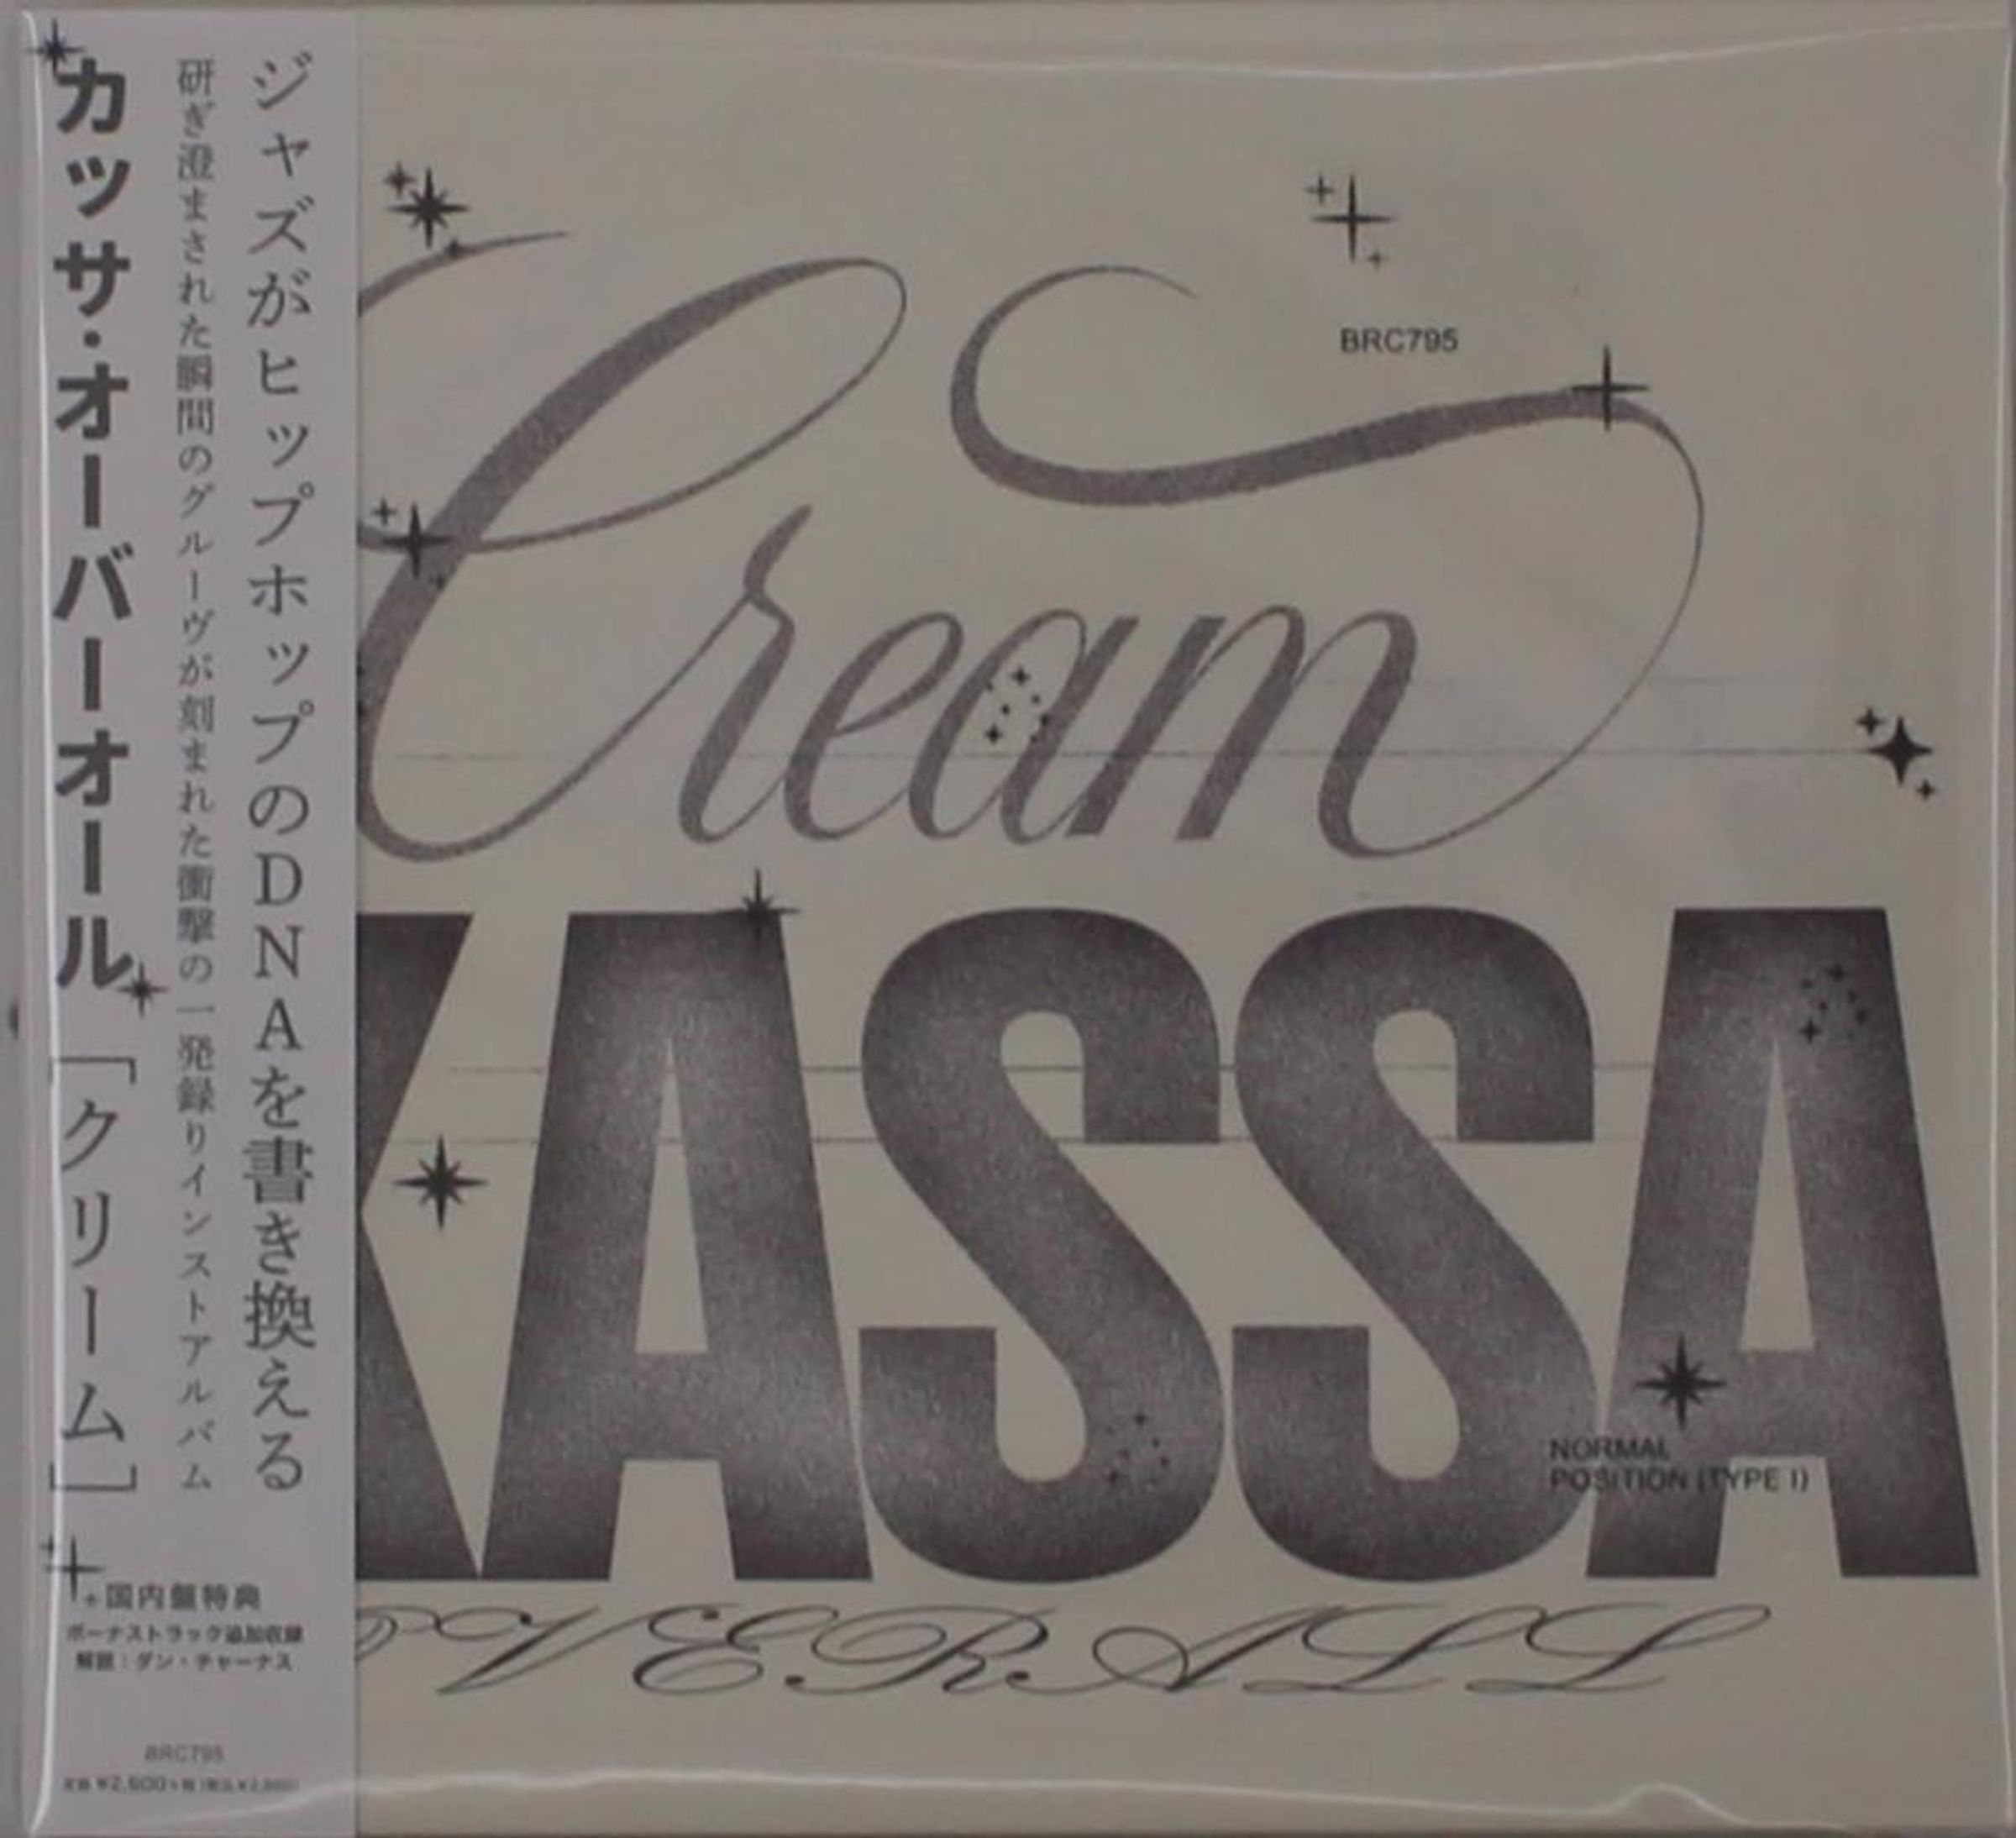 ジャズがヒップホップのDNAを書き換える
研ぎ澄まされた瞬間のグルーヴが刻まれた衝撃の一発録りインストアルバム
カッサ・オーバーオール［クリーム］
国内盤特典
ボーナストラック追加収録
解説：ダン・チャーナス
BRC795
Cream
BRC795
KASSA
NORMAL
POSITION (TYPE I)
OVERALL